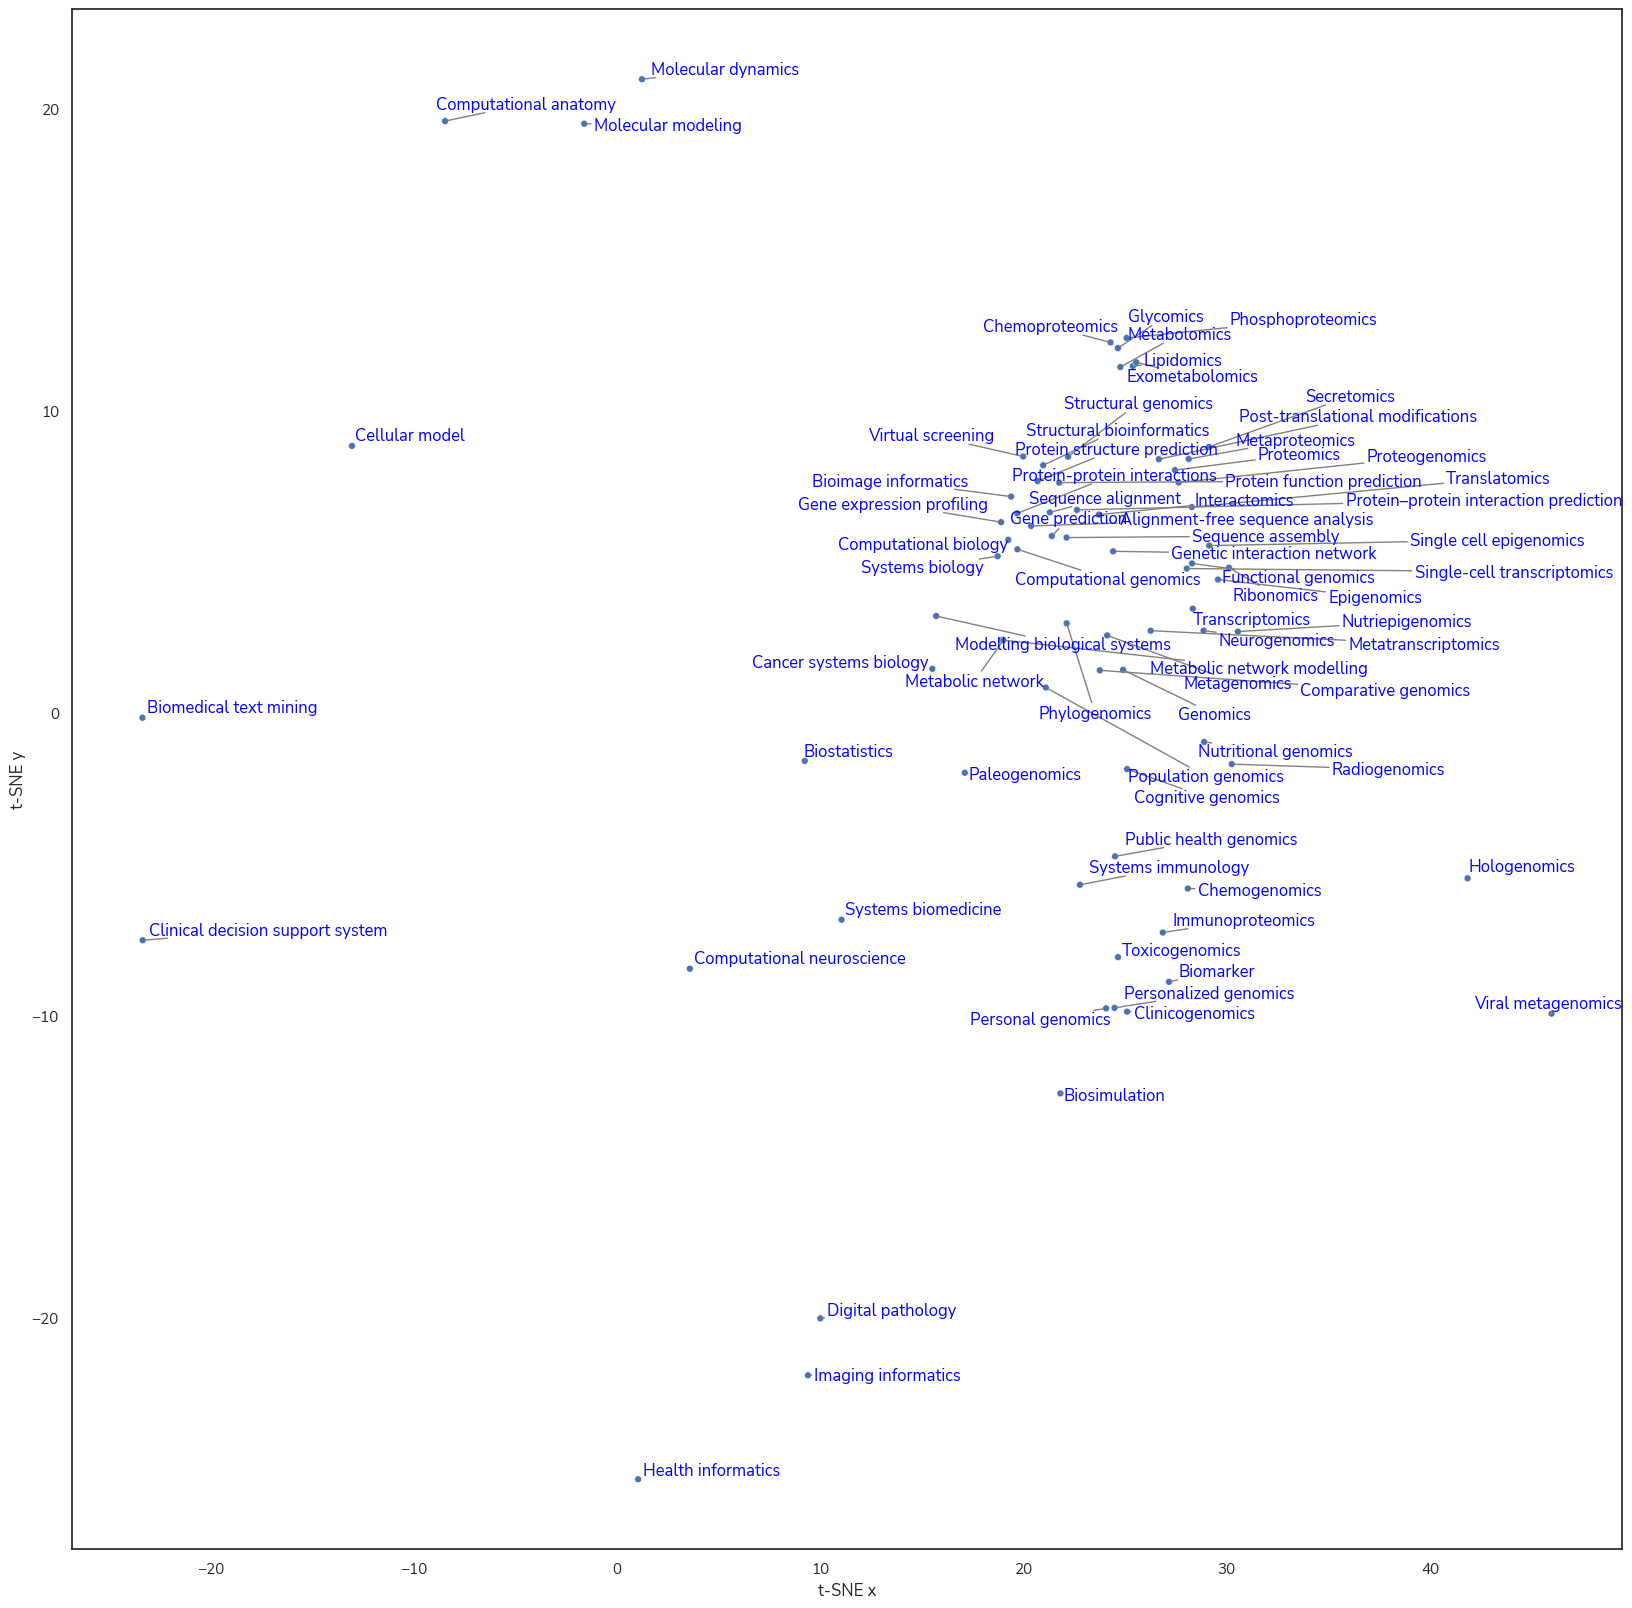 Molecular dynamics
Computational anatomy
20
Molecular modeling
Glycomics
Phosphoproteomics
Chemoproteomics
Metabolomics
Lipidomics
Exometabolomics
Secretomics
Structural genomics
10
Post-translational modifications
Structural bioinformatics
Virtual screening
Cellular model
Metaproteomics
Protein structure prediction
Proteomics
Proteogenomics
Protein-protein interactions
Translatomics
Bioimage informatics
Protein function prediction
Sequence alignment
Interactomics
Protein–protein interaction prediction
Gene expression profiling
Gene prediction
Alignment-free sequence analysis
Sequence assembly
Single cell epigenomics
Computational biology
Genetic interaction network
Systems biology
Single-cell transcriptomics
Computational genomics
Functional genomics
Ribonomics
Epigenomics
Transcriptomics
Nutriepigenomics
Neurogenomics
Modelling biological systems
Metatranscriptomics
Cancer systems biology
Metabolic network modelling
Metabolic network
Metagenomics
Comparative genomics
Biomedical text mining
0
Phylogenomics
Genomics
Biostatistics
Nutritional genomics
Radiogenomics
Paleogenomics
Population genomics
t-SNE y
Cognitive genomics
Public health genomics
Systems immunology
Hologenomics
Chemogenomics
Systems biomedicine
Immunoproteomics
Clinical decision support system
Toxicogenomics
Computational neuroscience
Biomarker
Personalized genomics
Viral metagenomics
−10
Clinicogenomics
Personal genomics
Biosimulation
Digital pathology
−20
Imaging informatics
Health informatics
−20 −10 0 10 20 30 40
t-SNE x